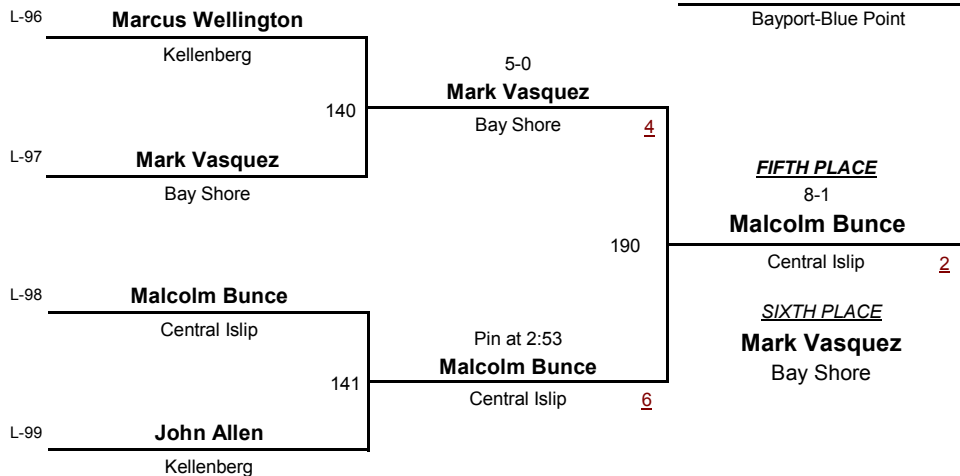 L-96
Marcus Wellington
Kellenberg
Bayport-Blue Point
5-0
140
Mark Vasquez
Bay Shore
4
L-97
Mark Vasquez
Bay Shore
FIFTH PLACE
8-1
190
Malcolm Bunce
Central Islip
2
L-98
Malcolm Bunce
Central Islip
SIXTH PLACE
Mark Vasquez
Bay Shore
Pin at 2:53
141
Malcolm Bunce
Central Islip
6
L-99
John Allen
Kellenberg